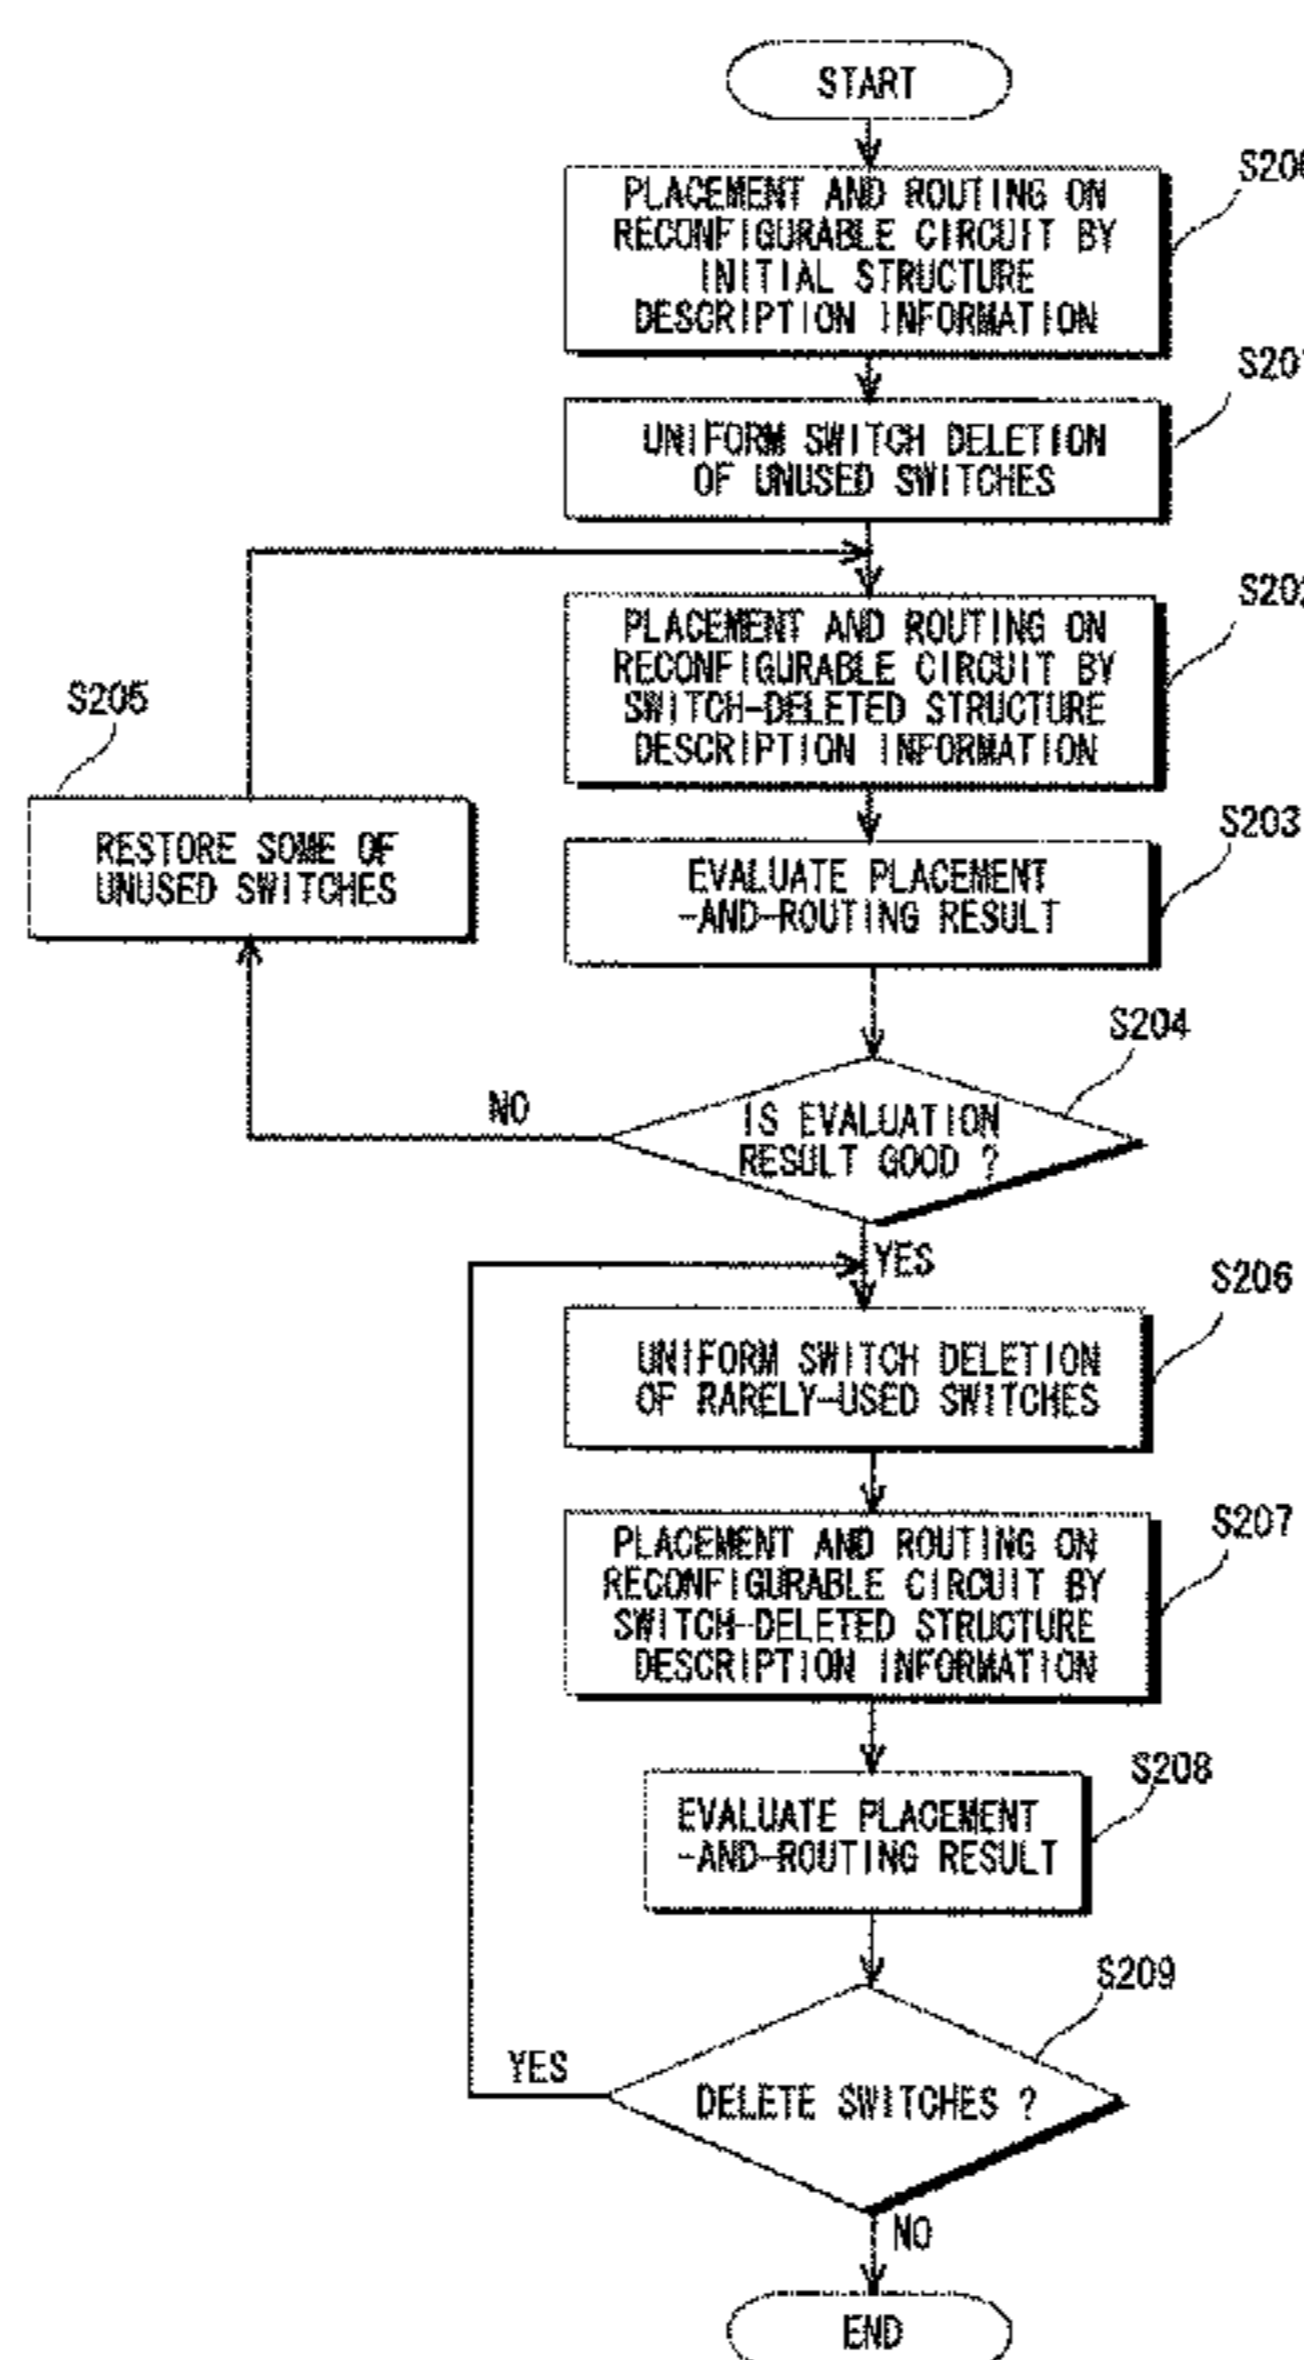 START
S200
PLACEMENT AND ROUTING ON
RECONFIGURABLE CIRCUIT BY
INITIAL STRUCTURE
DESCRIPTION INFORMATION
S201
UNIFORM SWITCH DELETION
OF UNUSED SWITCHES
S202
PLACEMENT AND ROUTING ON
RECONFIGURABLE CIRCUIT BY
SWITCH-DELETED STRUCTURE
DESCRIPTION INFORMATION
S205
RESTORE SOME OF
UNUSED SWITCHES
S203
EVALUATE PLACEMENT
-AND-ROUTING RESULT
S204
IS EVALUATION
RESULT GOOD ?
NO
YES
S206
UNIFORM SWITCH DELETION
OF RARELY-USED SWITCHES
S207
PLACEMENT AND ROUTING ON
RECONFIGURABLE CIRCUIT BY
SWITCH-DELETED STRUCTURE
DESCRIPTION INFORMATION
S208
EVALUATE PLACEMENT
-AND-ROUTING RESULT
S209
DELETE SWITCHES ?
YES
NO
END